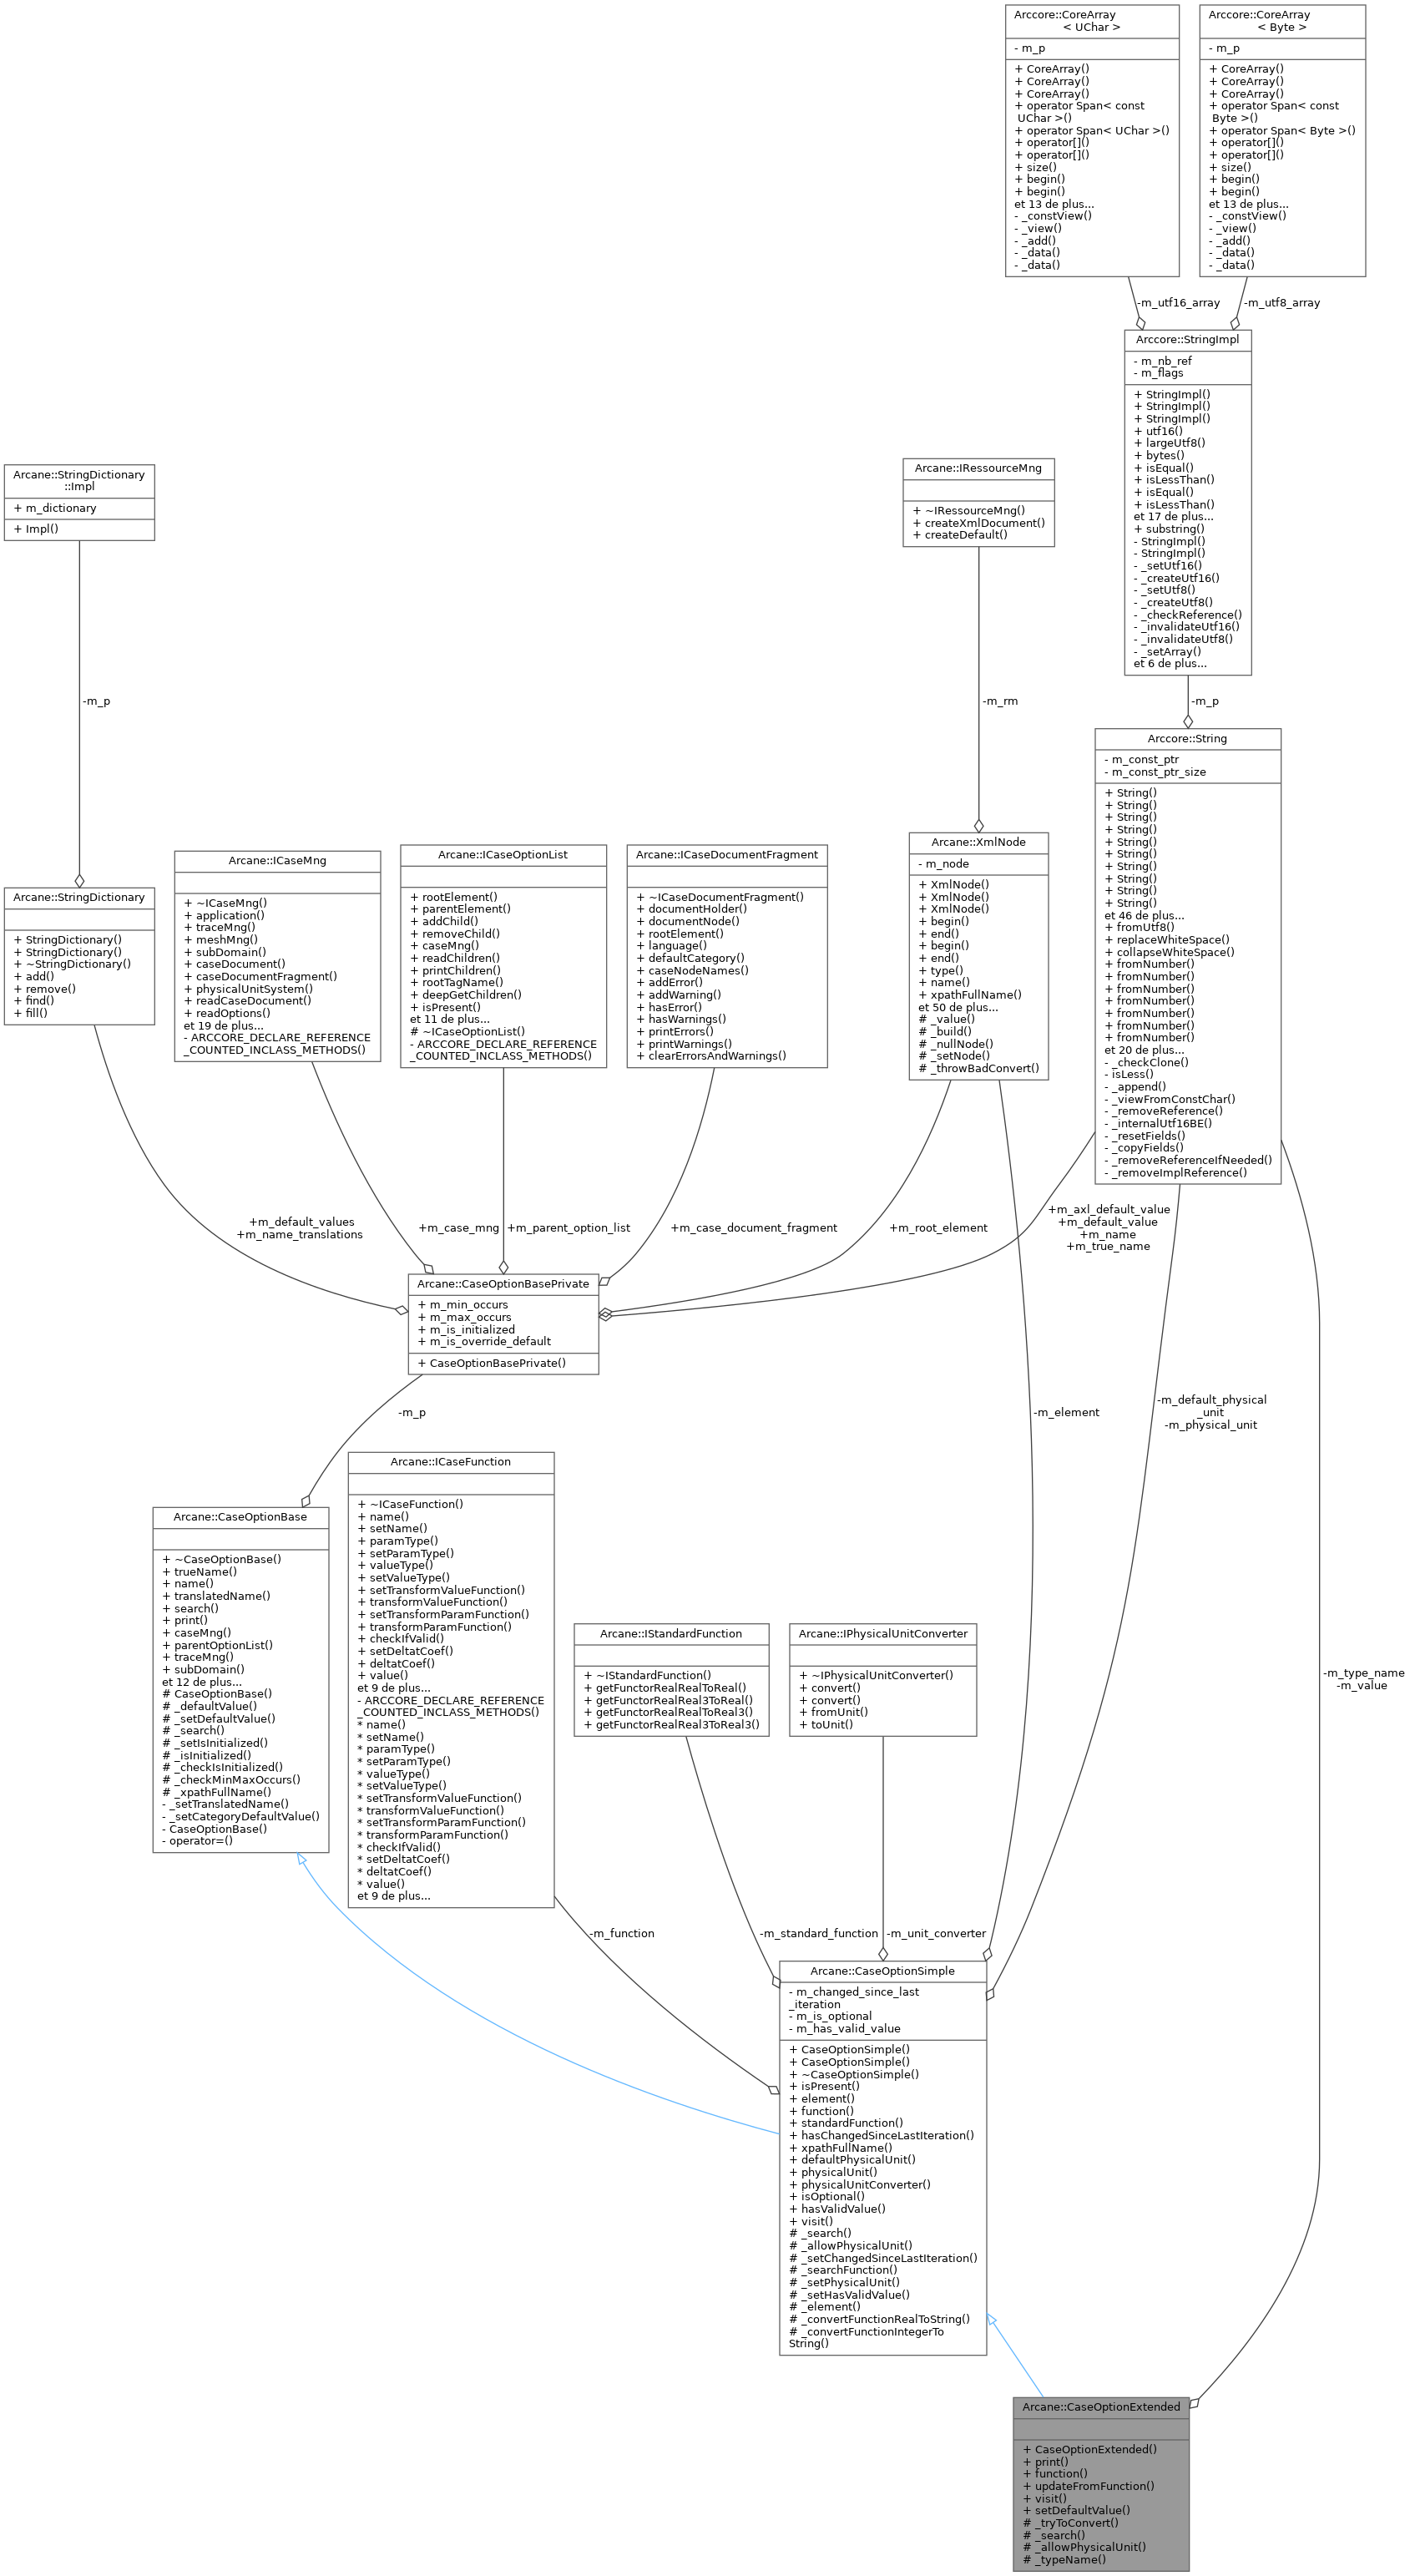 Arccore::CoreArray
< UChar >
- m_p
+ CoreArray()
+ CoreArray()
+ CoreArray()
+ operator Span< const
UChar >()
+ operator Span< UChar >()
+ operator[]()
+ operator[]()
+ size()
+ begin()
+ begin()
et 13 de plus...
- _constView()
- _view()
- _add()
- _data()
- _data()
Arccore::CoreArray
< Byte >
- m_p
+ CoreArray()
+ CoreArray()
+ CoreArray()
+ operator Span< const
Byte >()
+ operator Span< Byte >()
+ operator[]()
+ operator[]()
+ size()
+ begin()
+ begin()
et 13 de plus...
- _constView()
- _view()
- _add()
- _data()
- _data()
-m_utf16_array
-m_utf8_array
Arccore::StringImpl
- m_nb_ref
- m_flags
+ StringImpl()
+ StringImpl()
+ StringImpl()
+ utf16()
+ largeUtf8()
+ bytes()
+ isEqual()
+ isLessThan()
+ isEqual()
+ isLessThan()
et 17 de plus...
+ substring()
- StringImpl()
- StringImpl()
- _setUtf16()
- _createUtf16()
- _setUtf8()
- _createUtf8()
- _checkReference()
- _invalidateUtf16()
- _invalidateUtf8()
- _setArray()
et 6 de plus...
Arcane::StringDictionary
::Impl
+ m_dictionary
+ Impl()
Arcane::IRessourceMng
+ ~IRessourceMng()
+ createXmlDocument()
+ createDefault()
-m_p
-m_rm
-m_p
Arccore::String
- m_const_ptr
- m_const_ptr_size
+ String()
+ String()
+ String()
+ String()
+ String()
+ String()
+ String()
+ String()
+ String()
+ String()
et 46 de plus...
+ fromUtf8()
+ replaceWhiteSpace()
+ collapseWhiteSpace()
+ fromNumber()
+ fromNumber()
+ fromNumber()
+ fromNumber()
+ fromNumber()
+ fromNumber()
+ fromNumber()
et 20 de plus...
- _checkClone()
- isLess()
- _append()
- _viewFromConstChar()
- _removeReference()
- _internalUtf16BE()
- _resetFields()
- _copyFields()
- _removeReferenceIfNeeded()
- _removeImplReference()
Arcane::StringDictionary
+ StringDictionary()
+ StringDictionary()
+ ~StringDictionary()
+ add()
+ remove()
+ find()
+ fill()
Arcane::ICaseMng
+ ~ICaseMng()
+ application()
+ traceMng()
+ meshMng()
+ subDomain()
+ caseDocument()
+ caseDocumentFragment()
+ physicalUnitSystem()
+ readCaseDocument()
+ readOptions()
et 19 de plus...
- ARCCORE_DECLARE_REFERENCE
_COUNTED_INCLASS_METHODS()
Arcane::ICaseOptionList
+ rootElement()
+ parentElement()
+ addChild()
+ removeChild()
+ caseMng()
+ readChildren()
+ printChildren()
+ rootTagName()
+ deepGetChildren()
+ isPresent()
et 11 de plus...
# ~ICaseOptionList()
- ARCCORE_DECLARE_REFERENCE
_COUNTED_INCLASS_METHODS()
Arcane::ICaseDocumentFragment
+ ~ICaseDocumentFragment()
+ documentHolder()
+ documentNode()
+ rootElement()
+ language()
+ defaultCategory()
+ caseNodeNames()
+ addError()
+ addWarning()
+ hasError()
+ hasWarnings()
+ printErrors()
+ printWarnings()
+ clearErrorsAndWarnings()
Arcane::XmlNode
- m_node
+ XmlNode()
+ XmlNode()
+ XmlNode()
+ begin()
+ end()
+ begin()
+ end()
+ type()
+ name()
+ xpathFullName()
et 50 de plus...
# _value()
# _build()
# _nullNode()
# _setNode()
# _throwBadConvert()
+m_default_values
+m_name_translations
+m_case_mng
+m_parent_option_list
+m_case_document_fragment
+m_root_element
+m_axl_default_value
+m_default_value
+m_name
+m_true_name
Arcane::CaseOptionBasePrivate
+ m_min_occurs
+ m_max_occurs
+ m_is_initialized
+ m_is_override_default
+ CaseOptionBasePrivate()
-m_p
-m_element
-m_default_physical
_unit
-m_physical_unit
Arcane::CaseOptionBase
+ ~CaseOptionBase()
+ trueName()
+ name()
+ translatedName()
+ search()
+ print()
+ caseMng()
+ parentOptionList()
+ traceMng()
+ subDomain()
et 12 de plus...
# CaseOptionBase()
# _defaultValue()
# _setDefaultValue()
# _search()
# _setIsInitialized()
# _isInitialized()
# _checkIsInitialized()
# _checkMinMaxOccurs()
# _xpathFullName()
- _setTranslatedName()
- _setCategoryDefaultValue()
- CaseOptionBase()
- operator=()
Arcane::ICaseFunction
+ ~ICaseFunction()
+ name()
+ setName()
+ paramType()
+ setParamType()
+ valueType()
+ setValueType()
+ setTransformValueFunction()
+ transformValueFunction()
+ setTransformParamFunction()
+ transformParamFunction()
+ checkIfValid()
+ setDeltatCoef()
+ deltatCoef()
+ value()
et 9 de plus...
- ARCCORE_DECLARE_REFERENCE
_COUNTED_INCLASS_METHODS()
* name()
* setName()
* paramType()
* setParamType()
* valueType()
* setValueType()
* setTransformValueFunction()
* transformValueFunction()
* setTransformParamFunction()
* transformParamFunction()
* checkIfValid()
* setDeltatCoef()
* deltatCoef()
* value()
et 9 de plus...
Arcane::IStandardFunction
+ ~IStandardFunction()
+ getFunctorRealRealToReal()
+ getFunctorRealReal3ToReal()
+ getFunctorRealRealToReal3()
+ getFunctorRealReal3ToReal3()
Arcane::IPhysicalUnitConverter
+ ~IPhysicalUnitConverter()
+ convert()
+ convert()
+ fromUnit()
+ toUnit()
-m_type_name
-m_value
-m_function
-m_standard_function
-m_unit_converter
Arcane::CaseOptionSimple
- m_changed_since_last
_iteration
- m_is_optional
- m_has_valid_value
+ CaseOptionSimple()
+ CaseOptionSimple()
+ ~CaseOptionSimple()
+ isPresent()
+ element()
+ function()
+ standardFunction()
+ hasChangedSinceLastIteration()
+ xpathFullName()
+ defaultPhysicalUnit()
+ physicalUnit()
+ physicalUnitConverter()
+ isOptional()
+ hasValidValue()
+ visit()
# _search()
# _allowPhysicalUnit()
# _setChangedSinceLastIteration()
# _searchFunction()
# _setPhysicalUnit()
# _setHasValidValue()
# _element()
# _convertFunctionRealToString()
# _convertFunctionIntegerTo
String()
Arcane::CaseOptionExtended
+ CaseOptionExtended()
+ print()
+ function()
+ updateFromFunction()
+ visit()
+ setDefaultValue()
# _tryToConvert()
# _search()
# _allowPhysicalUnit()
# _typeName()